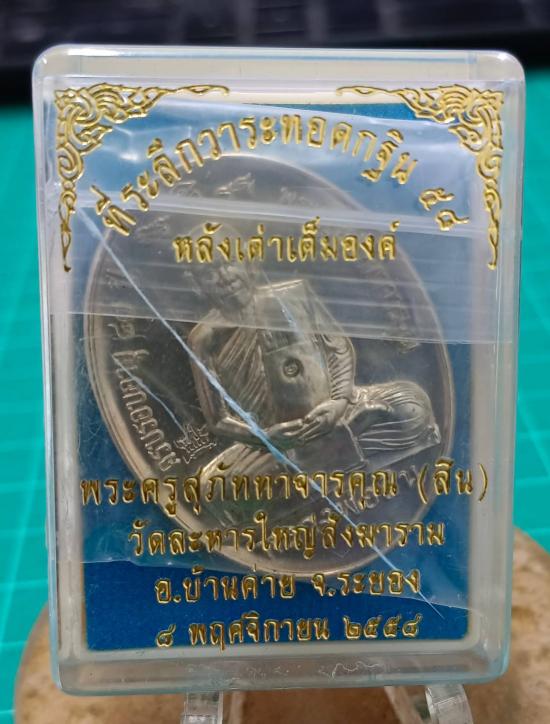 ที่ระลึกวาระทอดกฐิน ๕๘
หลังเต่าเต็มองค์
พระครูสุภัททาจารคุณ (สิน)
วัดละหารใหญ่สังฆาราม
อ.บ้านค่าย จ.ระยอง
๘ พฤศจิกายน ๒๕๕๘